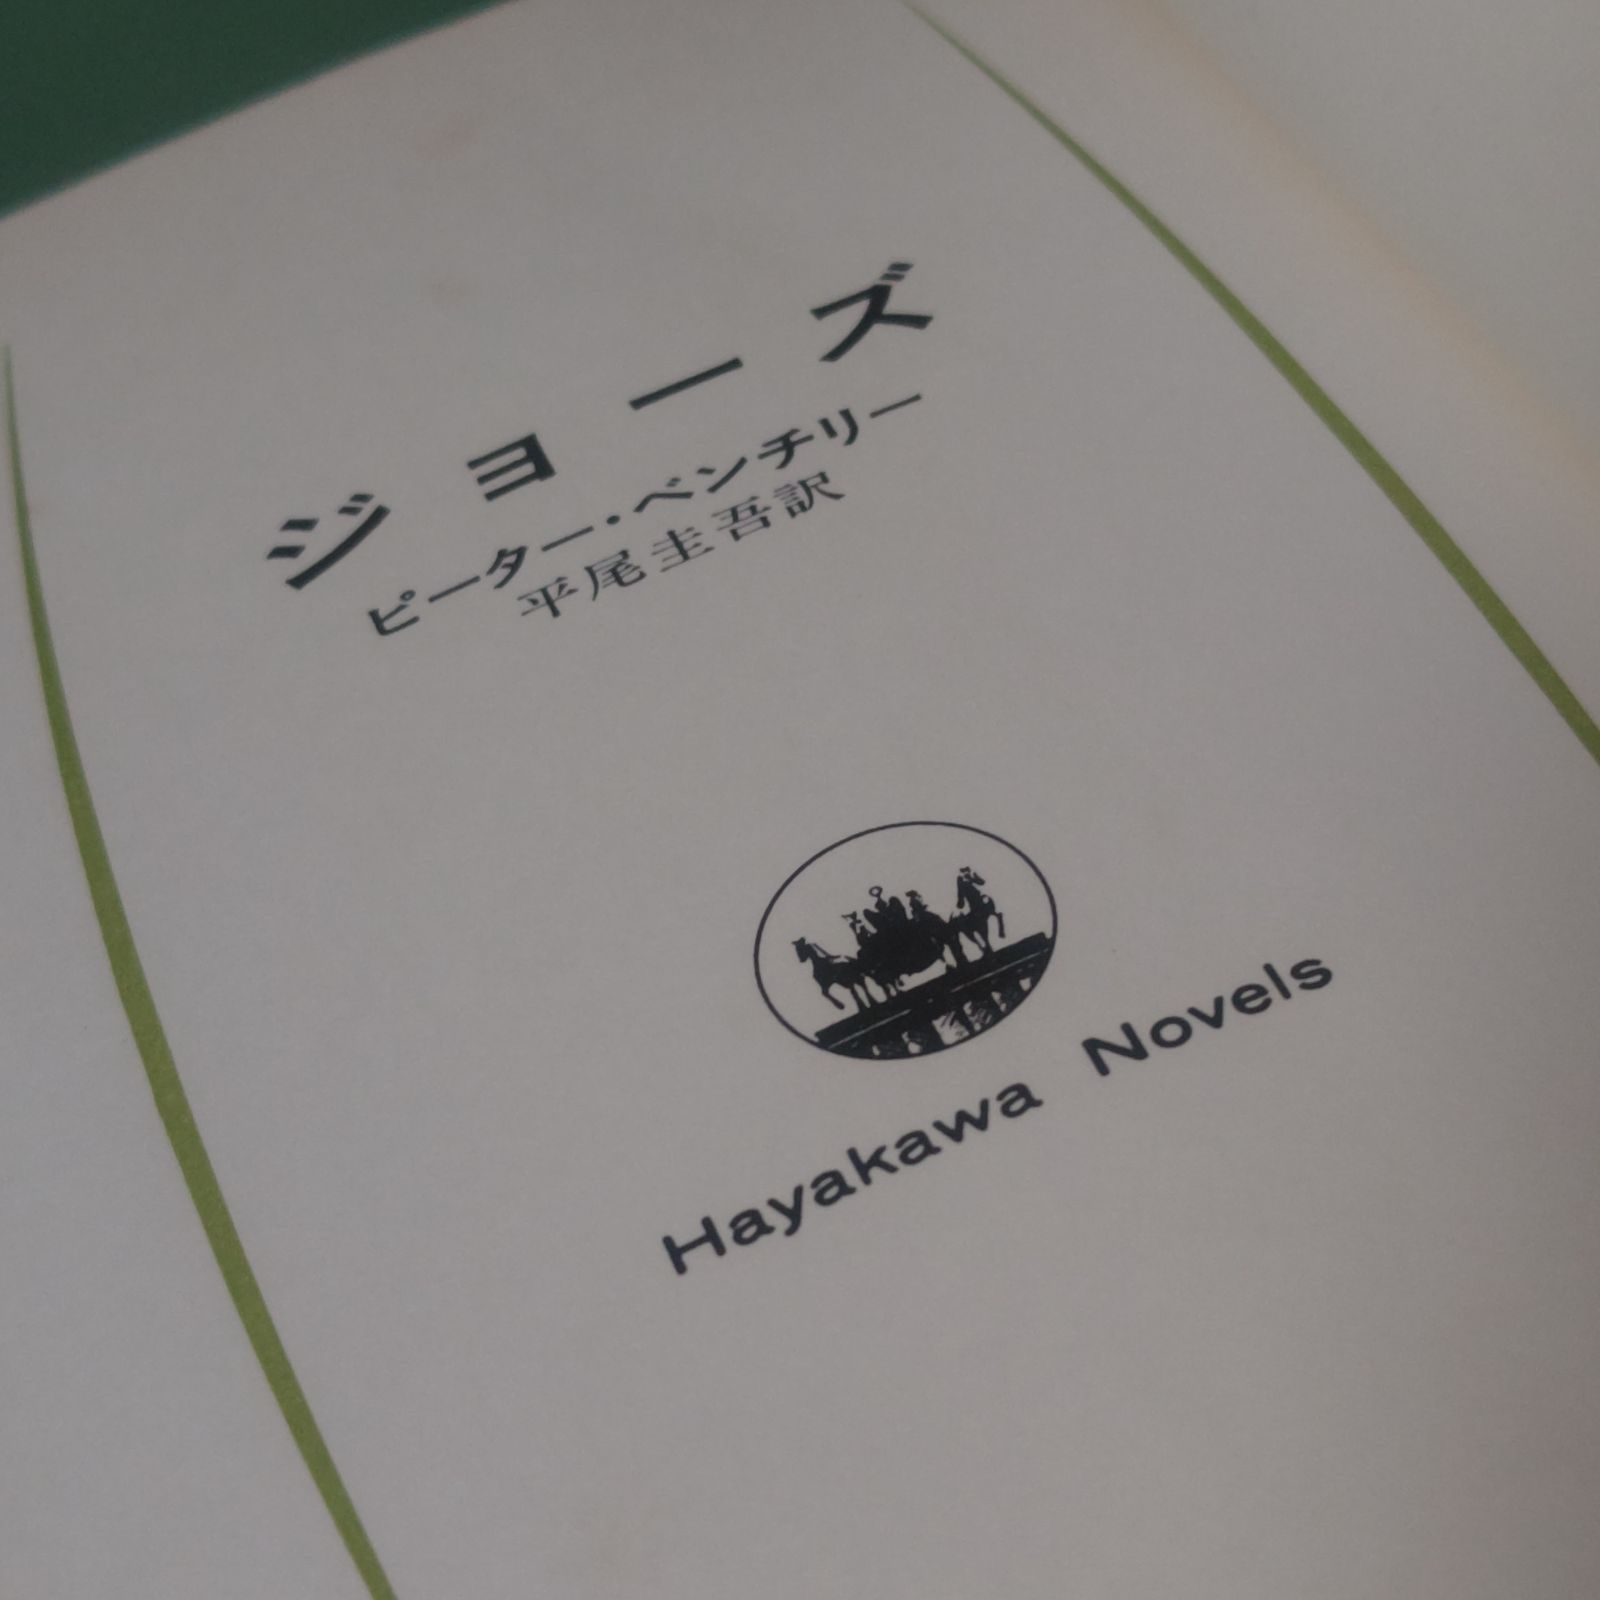 ジョーズ
ピーター・ベンチリー
平尾圭吾訳
Hayakawa Novels